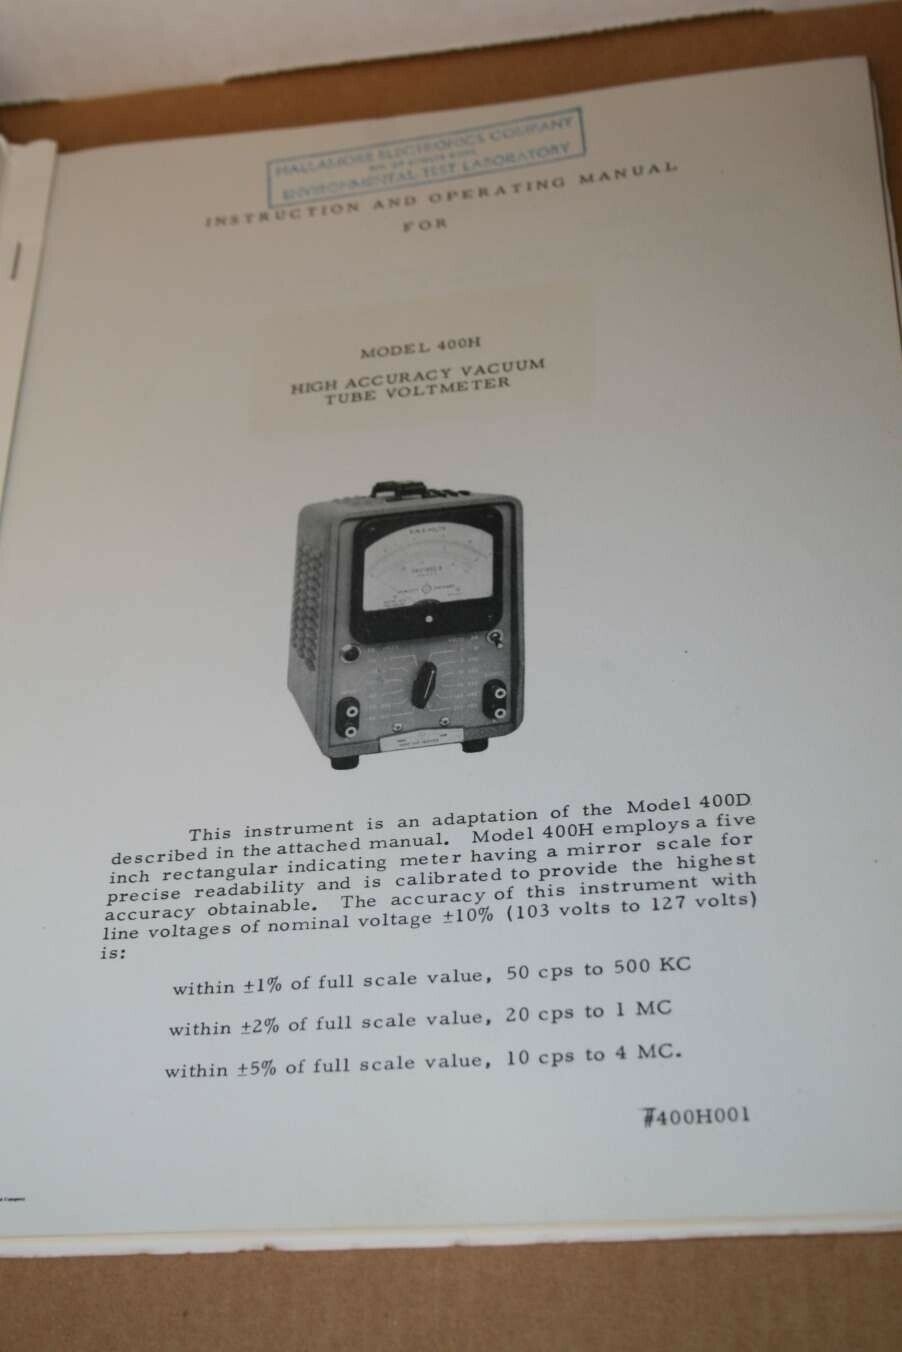 HALLAMORE ELECTRONICS COMPANY
ENVIRONMENTAL TEST LABORATORY
INSTRUCTION AND OPERATING MANUAL
FOR
MODEL 400H
HIGH ACCURACY VACUUM
TUBE VOLTMETER
This instrument is an adaptation of the Model 400D
described in the attached manual. Model 400H employs a five
inch rectangular indicating meter having a mirror scale for
precise readability and is calibrated to provide the highest
accuracy obtainable. The accuracy of this instrument with
line voltages of nominal voltage ±10% (103 volts to 127 volts)
is:
within ±1% of full scale value, 50 cps to 500 KC
within ±2% of full scale value, 20 cps to 1 MC
within ±5% of full scale value, 10 cps to 4 MC.
#400H001
Company